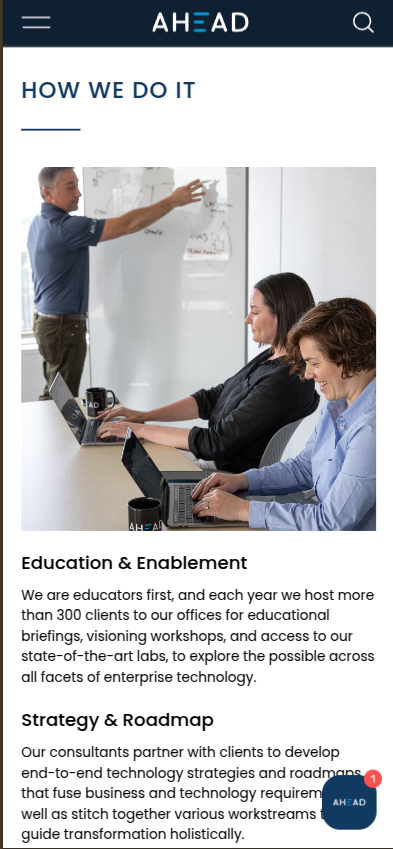 AHEAD
HOW WE DO IT
AHEAD
Education & Enablement
We are educators first, and each year we host more
than 300 clients to our offices for educational
briefings, visioning workshops, and access to our
state-of-the-art labs, to explore the possible across
all facets of enterprise technology.
Strategy & Roadmap
Our consultants partner with clients to develop
end-to-end technology strategies and roadmaps
1
that fuse business and technology
AHEAD
well as stitch together various workstreams
guide transformation holistically.